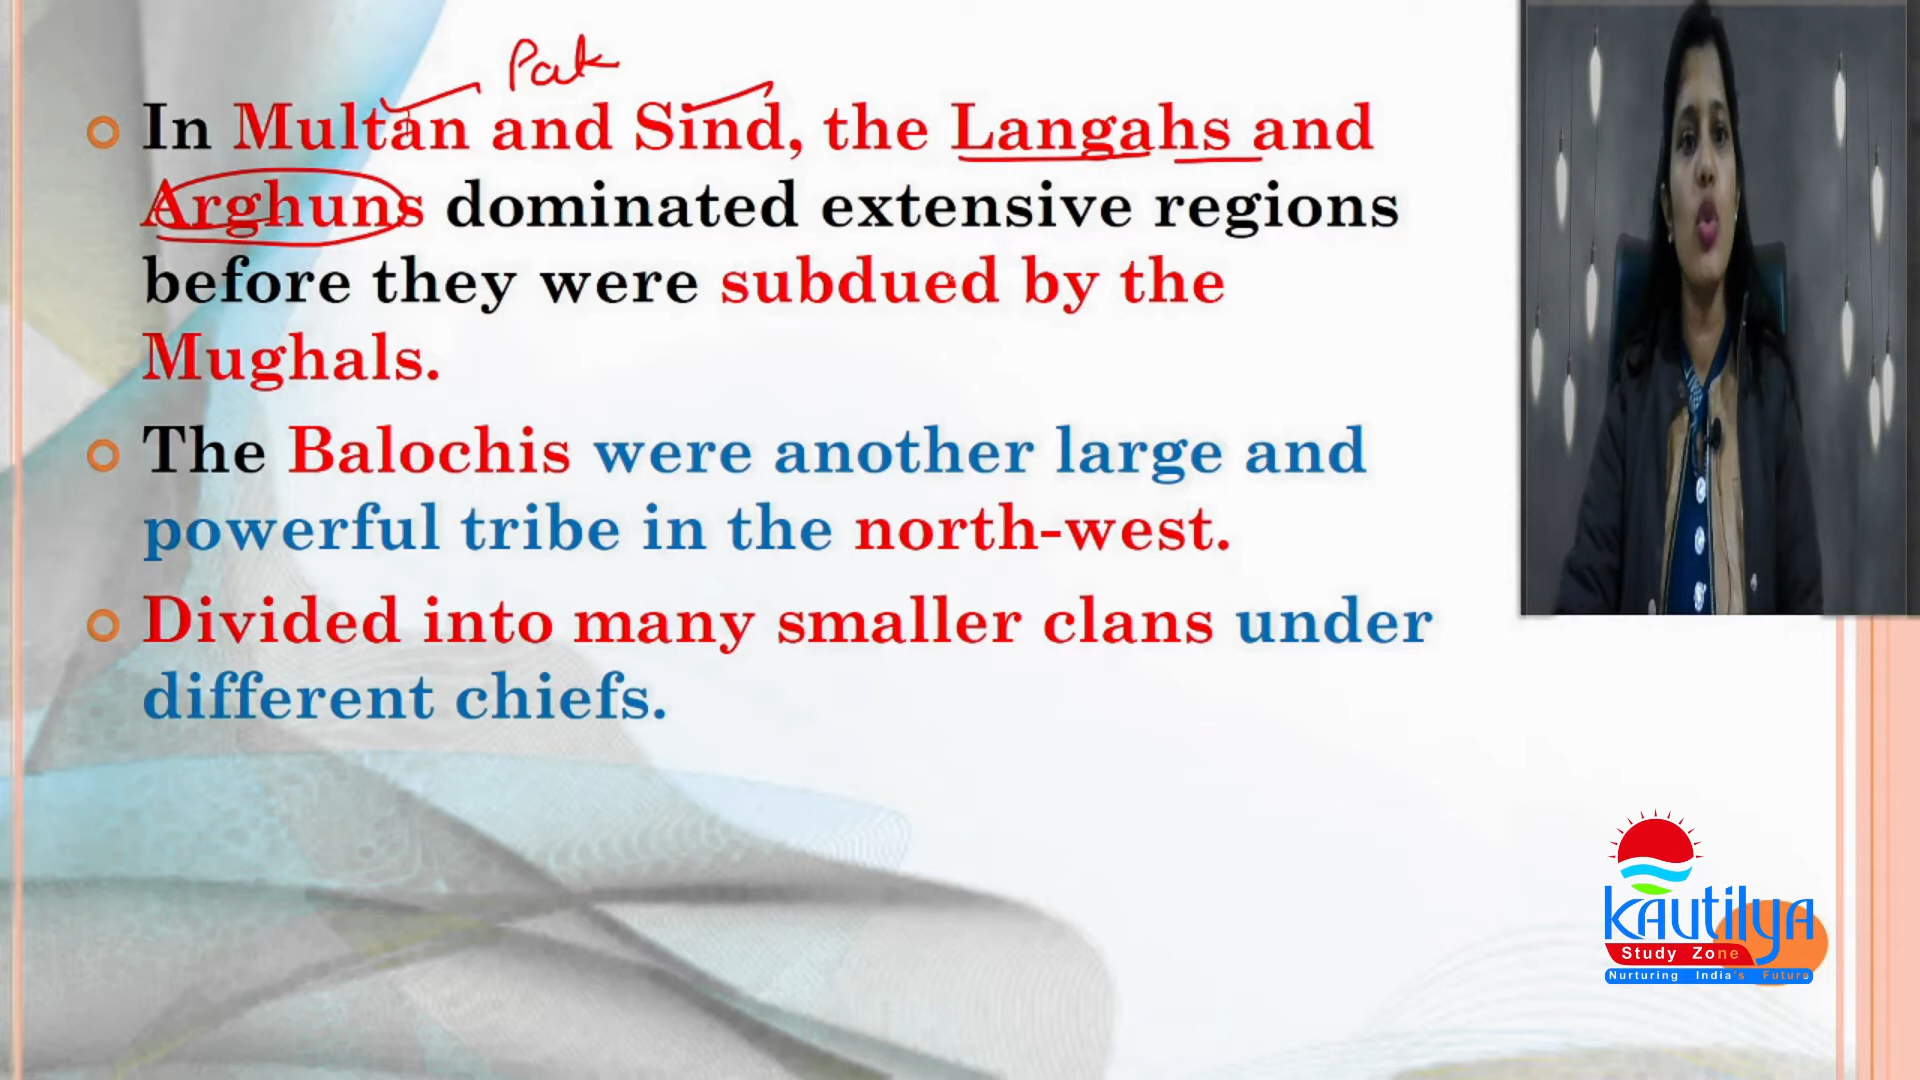 Pak
In Multan and Sind, the Langahs and
Arghuns dominated extensive regions
before they were subdued by the
Mughals.
The Balochis were another large and
powerful tribe in the north-west.
Divided into many smaller clans under
different chiefs.
kAutilyA
Study Zone
Nurturing India's Future